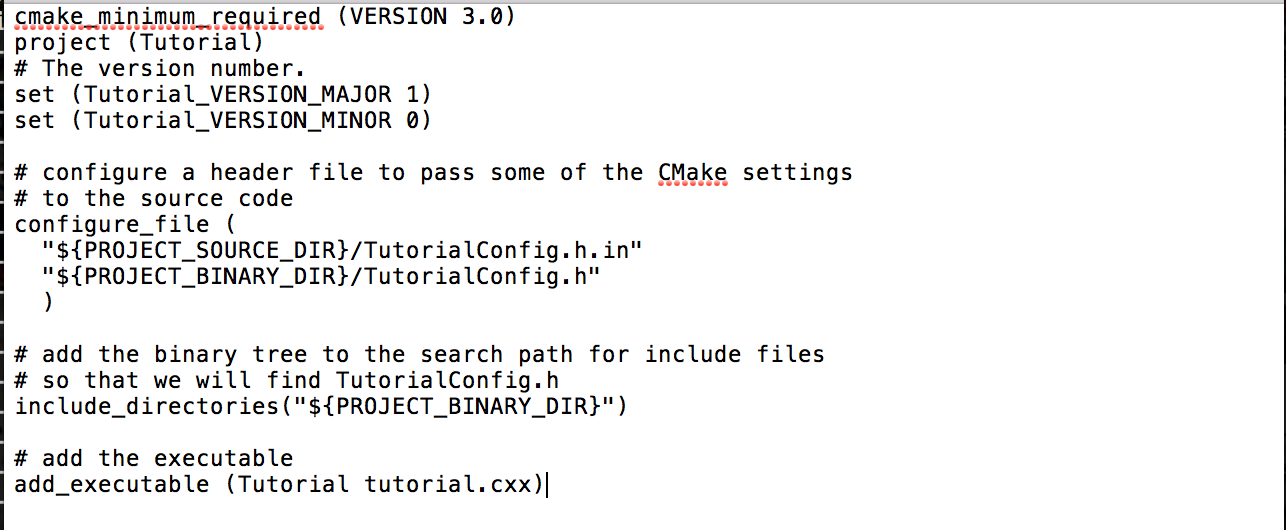 cmake_minimum_required (VERSION 3.0)
project (Tutorial)
# The version number.
set (Tutorial_VERSION_MAJOR 1)
set (Tutorial_VERSION_MINOR 0)
# configure a header file to pass some of the CMake settings
# to the source code
configure_file (
"${PROJECT_SOURCE_DIR}/TutorialConfig.h.in"
"${PROJECT_BINARY_DIR}/TutorialConfig.h"
)
# add the binary tree to the search path for include files
# so that we will find TutorialConfig.h
include_directories("${PROJECT_BINARY_DIR}")
# add the executable
add_executable (Tutorial tutorial.cxx)